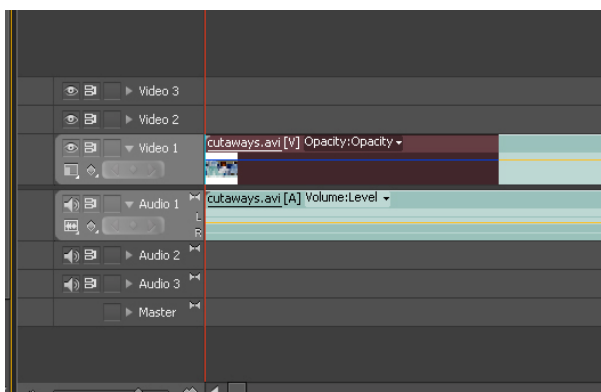 Video 3
Video 2
Video 1
cutaways.avi [V] Opacity:Opacity
Audio 1
cutaways.avi [A] Volume:Level
L
R
Audio 2
Audio 3
Master